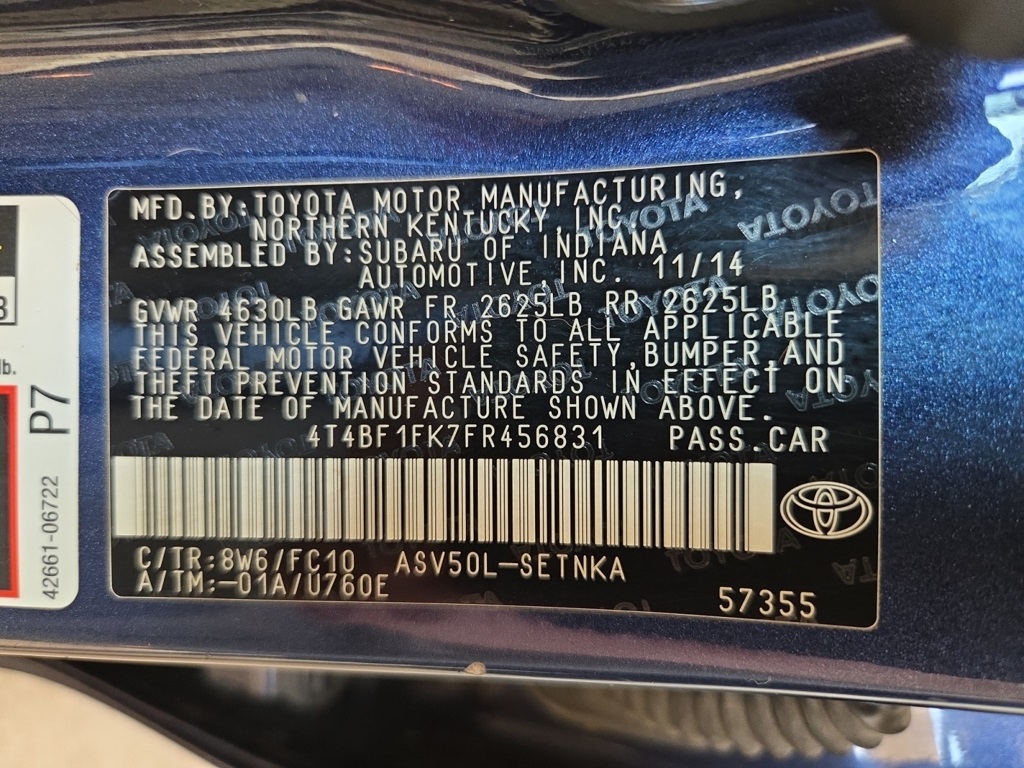 MFD.BY:TOYOTA MOTOR MANUFACTURING,
NORTHERN KENTUCKY, INC.
ASSEMBLED BY:SUBARU OF INDIANA
AUTOMOTIVE,INC. 11/14
GVWR 4630LB GAWR FR 2625LB RR 2625LB
THIS VEHICLE CONFORMS TO ALL APPLICABLE
FEDERAL MOTOR VEHICLE SAFETY,BUMPER,AND
THEFT PREVENTION STANDARDS IN EFFECT ON
THE DATE OF MANUFACTURE SHOWN ABOVE.
4T4BF1FK7FR456831 PASS.CAR
C/TR:8W6/FC10 ASV50L-SETNKA
A/TM:-01A/U760E
57355
lb.
P7
42661-06722